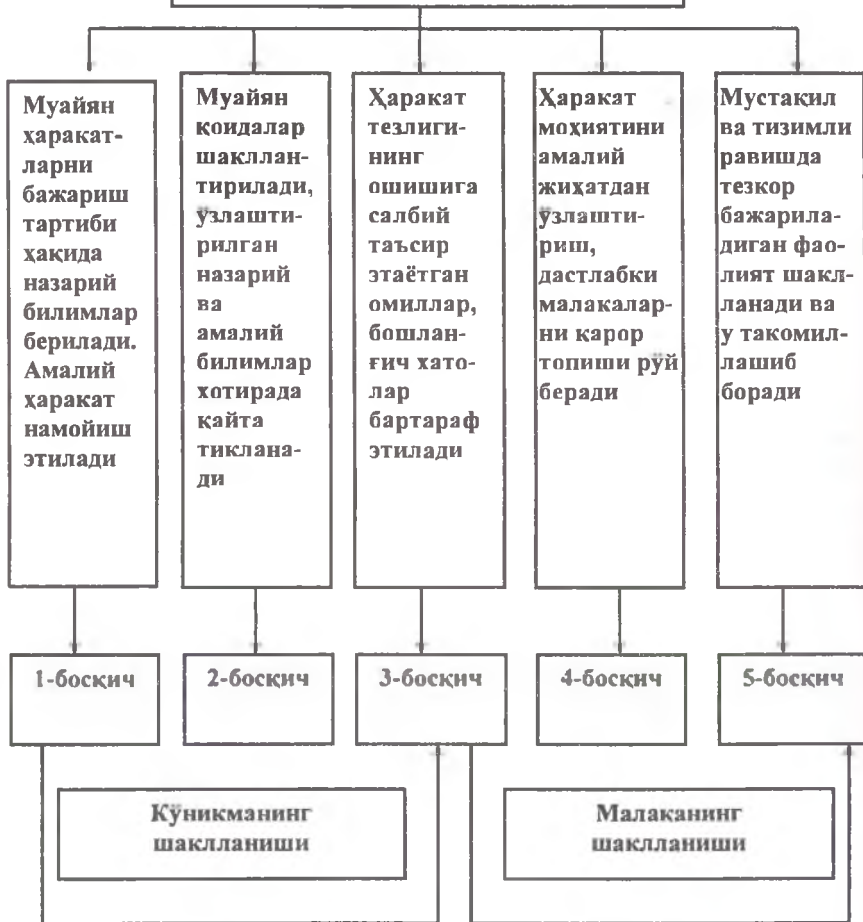 Муайян
ҳаракат-
ларни
бажариш
тартиби
ҳақида
назарий
билимлар
берилади.
Амалий
ҳаракат
намойиш
этилади
Муайян
қоидалар
шакллан-
тирилади,
ўзлашти-
рилган
назарий
ва
амалий
билимлар
хотирада
қайта
тиклана-
ди
Ҳаракат
тезлиги-
нинг
ошишига
салбий
таъсир
этаётган
омиллар,
бошлан-
ғич хато-
лар
бартараф
этилади
Ҳаракат
моҳиятини
амалий
жиҳатдан
ўзлашти-
риш,
дастлабки
малакалар-
ни қарор
топиши рўй
беради
Мустақил
ва тизимли
равишда
тезкор
бажарила-
диган фао-
лият шакл-
ланади ва
у такомил-
лашиб
боради
1-босқич
2-босқич
3-босқич
4-босқич
5-босқич
Кўникманинг
шаклланиши
Малаканинг
шаклланиши